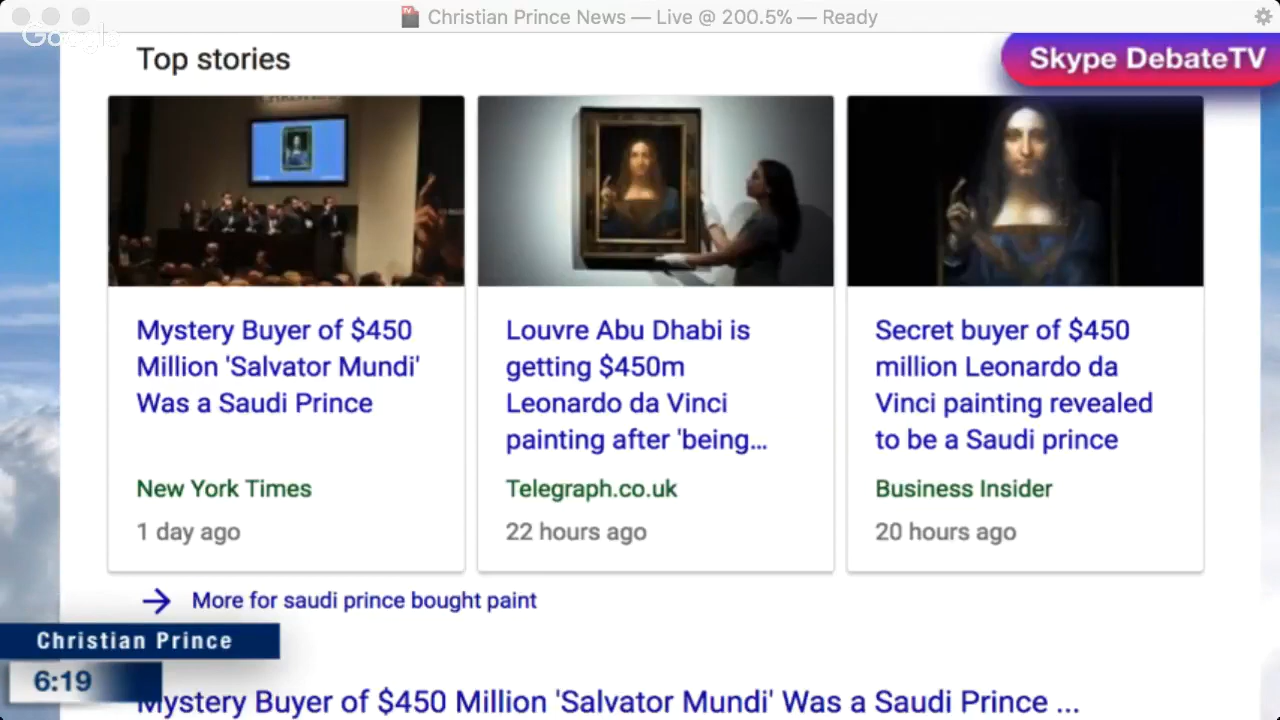 Christian Prince News — Live @ 200.5% — Ready
Google
Top stories
Skype DebateTV
Mystery Buyer of $450
Million 'Salvator Mundi'
Was a Saudi Prince
New York Times
1 day ago
Louvre Abu Dhabi is
getting $450m
Leonardo da Vinci
painting after 'being...
Telegraph.co.uk
22 hours ago
Secret buyer of $450
million Leonardo da
Vinci painting revealed
to be a Saudi prince
Business Insider
20 hours ago
More for saudi prince bought paint
Christian Prince
6:19
Mystery Buyer of $450 Million 'Salvator Mundi' Was a Saudi Prince ...